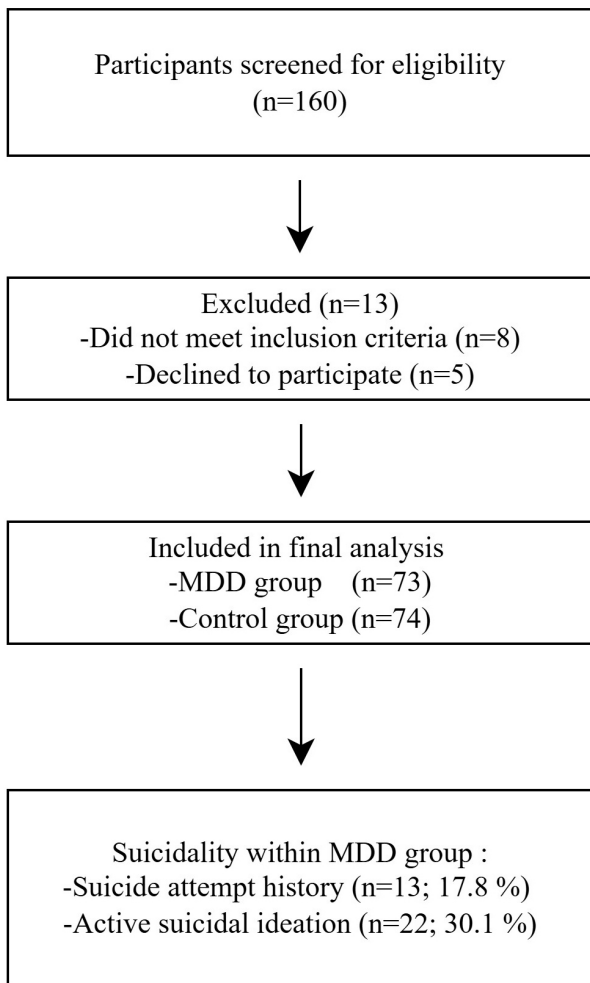 Participants screened for eligibility
(n=160)
Excluded (n=13)
-Did not meet inclusion criteria (n=8)
-Declined to participate (n=5)
Included in final analysis
-MDD group (n=73)
-Control group (n=74)
Suicidality within MDD group :
-Suicide attempt history (n=13; 17.8 %)
-Active suicidal ideation (n=22; 30.1 %)